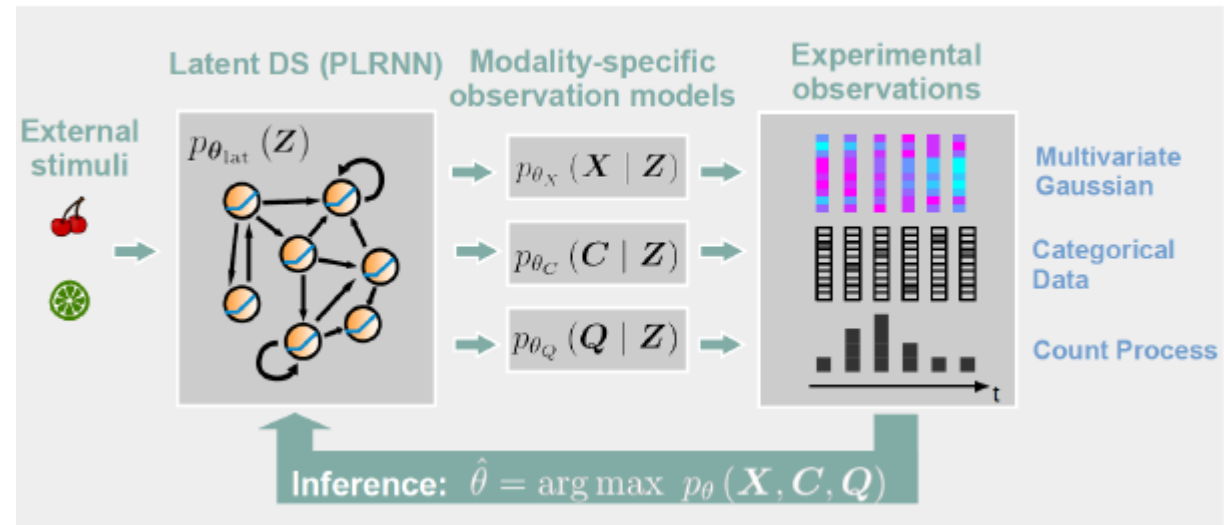 External
stimuli
Latent DS (PLRNN)
p_{θ_lat} (Z)
Modality-specific
observation models
p_{θ_X} (X | Z)
p_{θ_C} (C | Z)
p_{θ_Q} (Q | Z)
Experimental
observations
t
Multivariate
Gaussian
Categorical
Data
Count Process
Inference: θ̂ = arg max p_θ (X, C, Q)